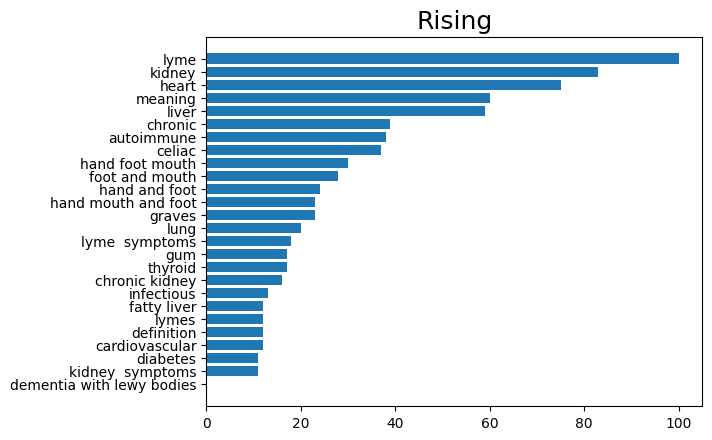 Rising
lyme
kidney
heart
meaning
liver
chronic
autoimmune
celiac
hand foot mouth
foot and mouth
hand and foot
hand mouth and foot
graves
lung
lyme  symptoms
gum
thyroid
chronic kidney
infectious
fatty liver
lymes
definition
cardiovascular
diabetes
kidney  symptoms
dementia with lewy bodies
0 20 40 60 80 100